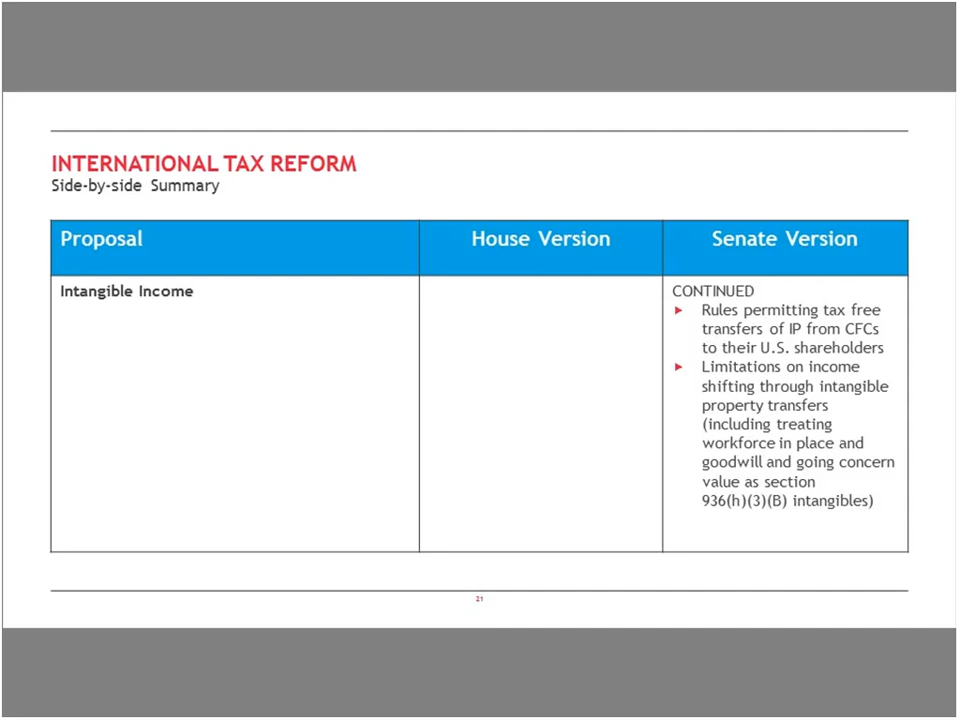 INTERNATIONAL TAX REFORM
Side-by-side Summary
Proposal
House Version
Senate Version
Intangible Income
CONTINUED
Rules permitting tax free
transfers of IP from CFCs
to their U.S. shareholders
Limitations on income
shifting through intangible
property transfers
(including treating
workforce in place and
goodwill and going concern
value as section
936(h)(3)(B) intangibles)
21